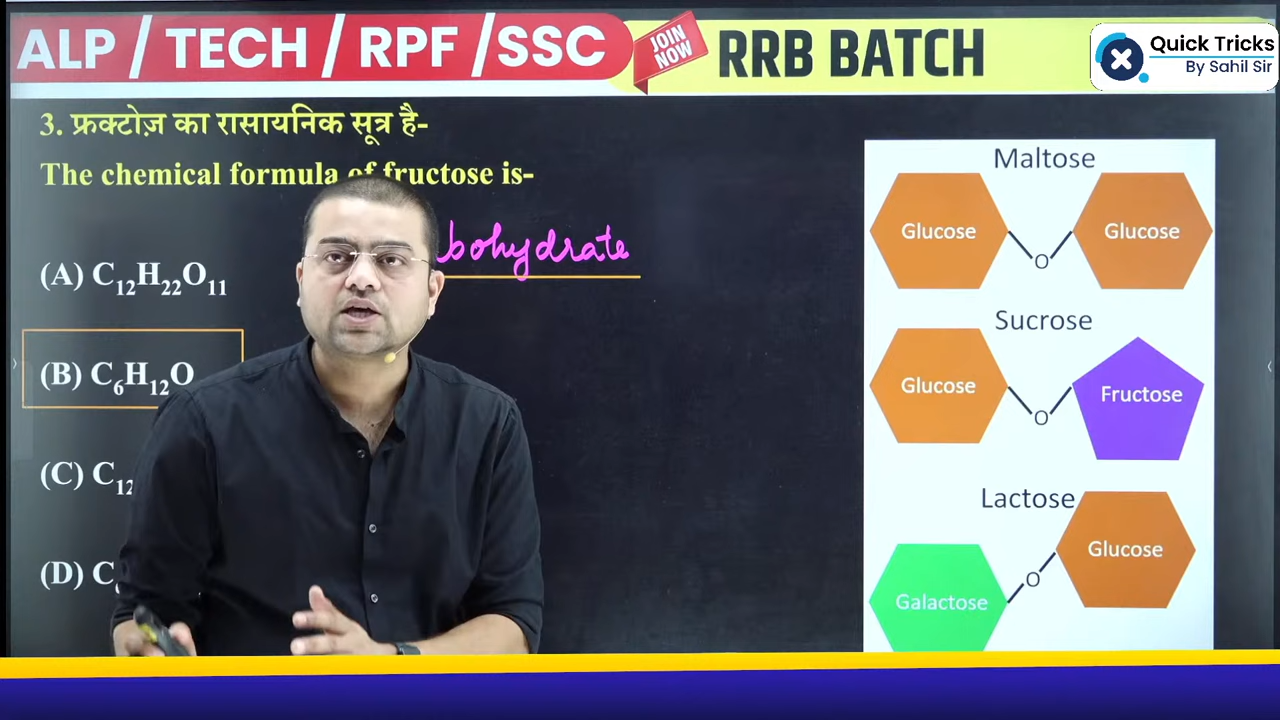 ALP / TECH / RPF / SSC
JOIN NOW
RRB BATCH
Quick Tricks
By Sahil Sir
3. फ्रक्टोज़ का रासायनिक सूत्र है-
The chemical formula of fructose is-
bohydrate
(A) C₁₂H₂₂O₁₁
(B) C₆H₁₂O
(C) C₁₂
(D) C
Maltose
Glucose O Glucose
Sucrose
Glucose O Fructose
Lactose
Galactose O Glucose